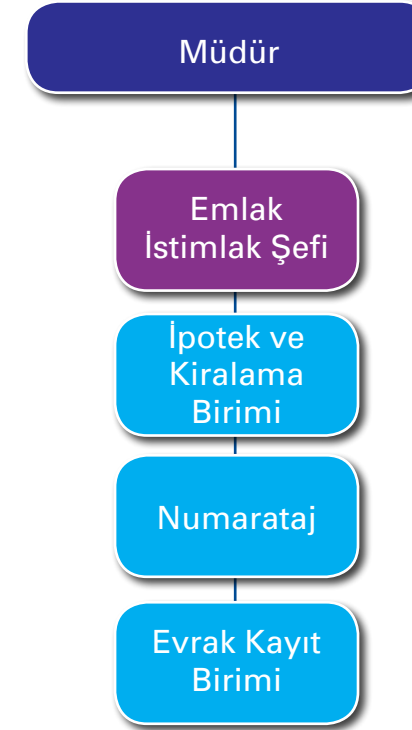 Müdür
Emlak
İstimlak Şefi
İpotek ve
Kiralama
Birimi
Numarataj
Evrak Kayıt
Birimi